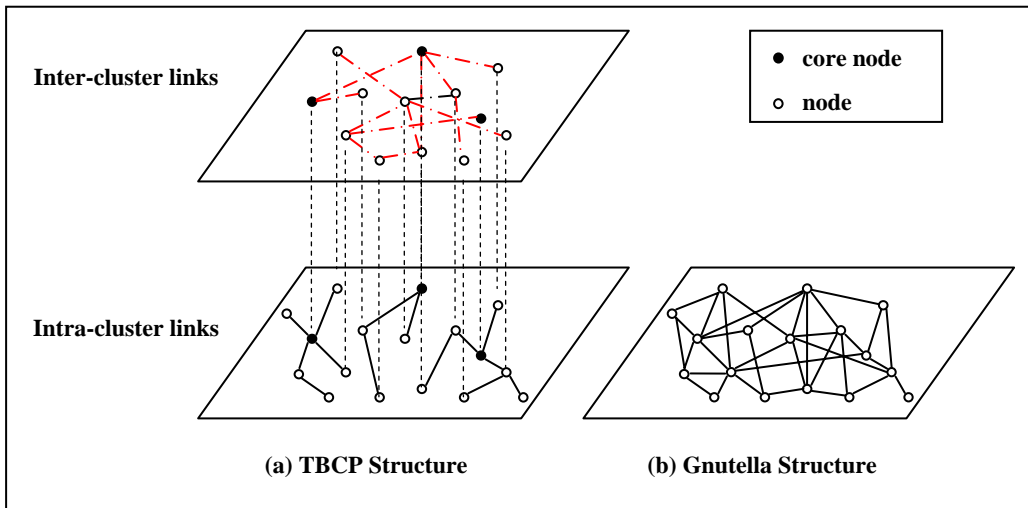 Inter-cluster links
core node
node
Intra-cluster links
(a) TBCP Structure
(b) Gnutella Structure